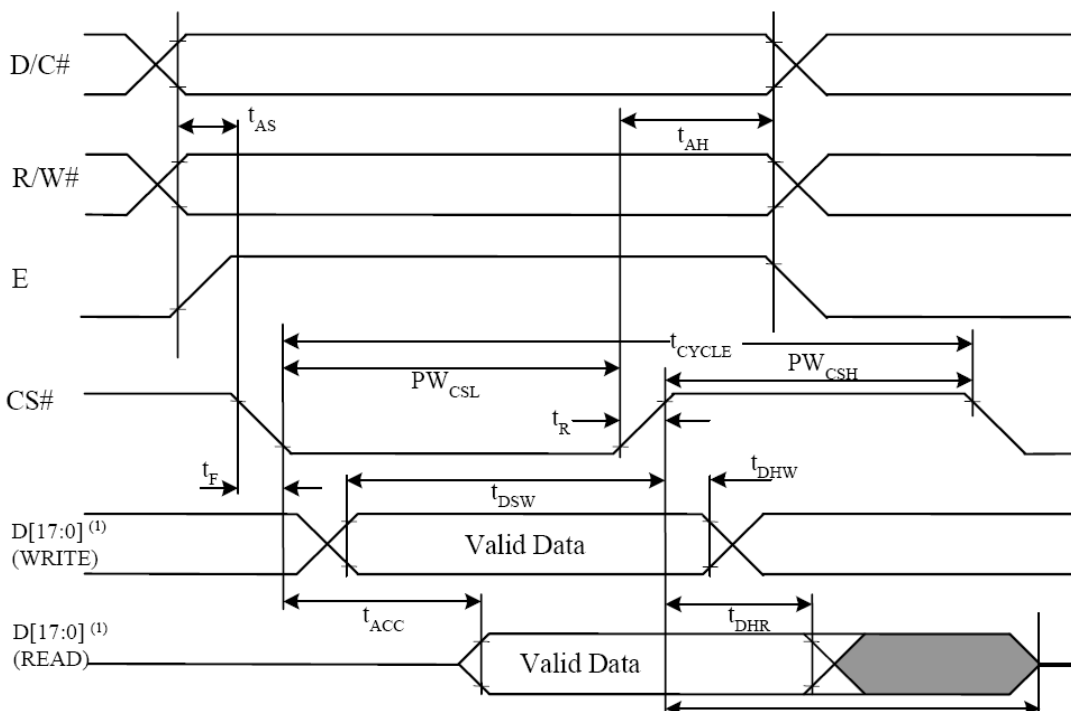 D/C#
t_AS
t_AH
R/W#
E
t_CYCLE
PW_CSL
PW_CSH
CS#
t_R
t_F
t_DSW
t_DHW
D[17:0] (1)
(WRITE)
Valid Data
t_ACC
t_DHR
D[17:0] (1)
(READ)
Valid Data